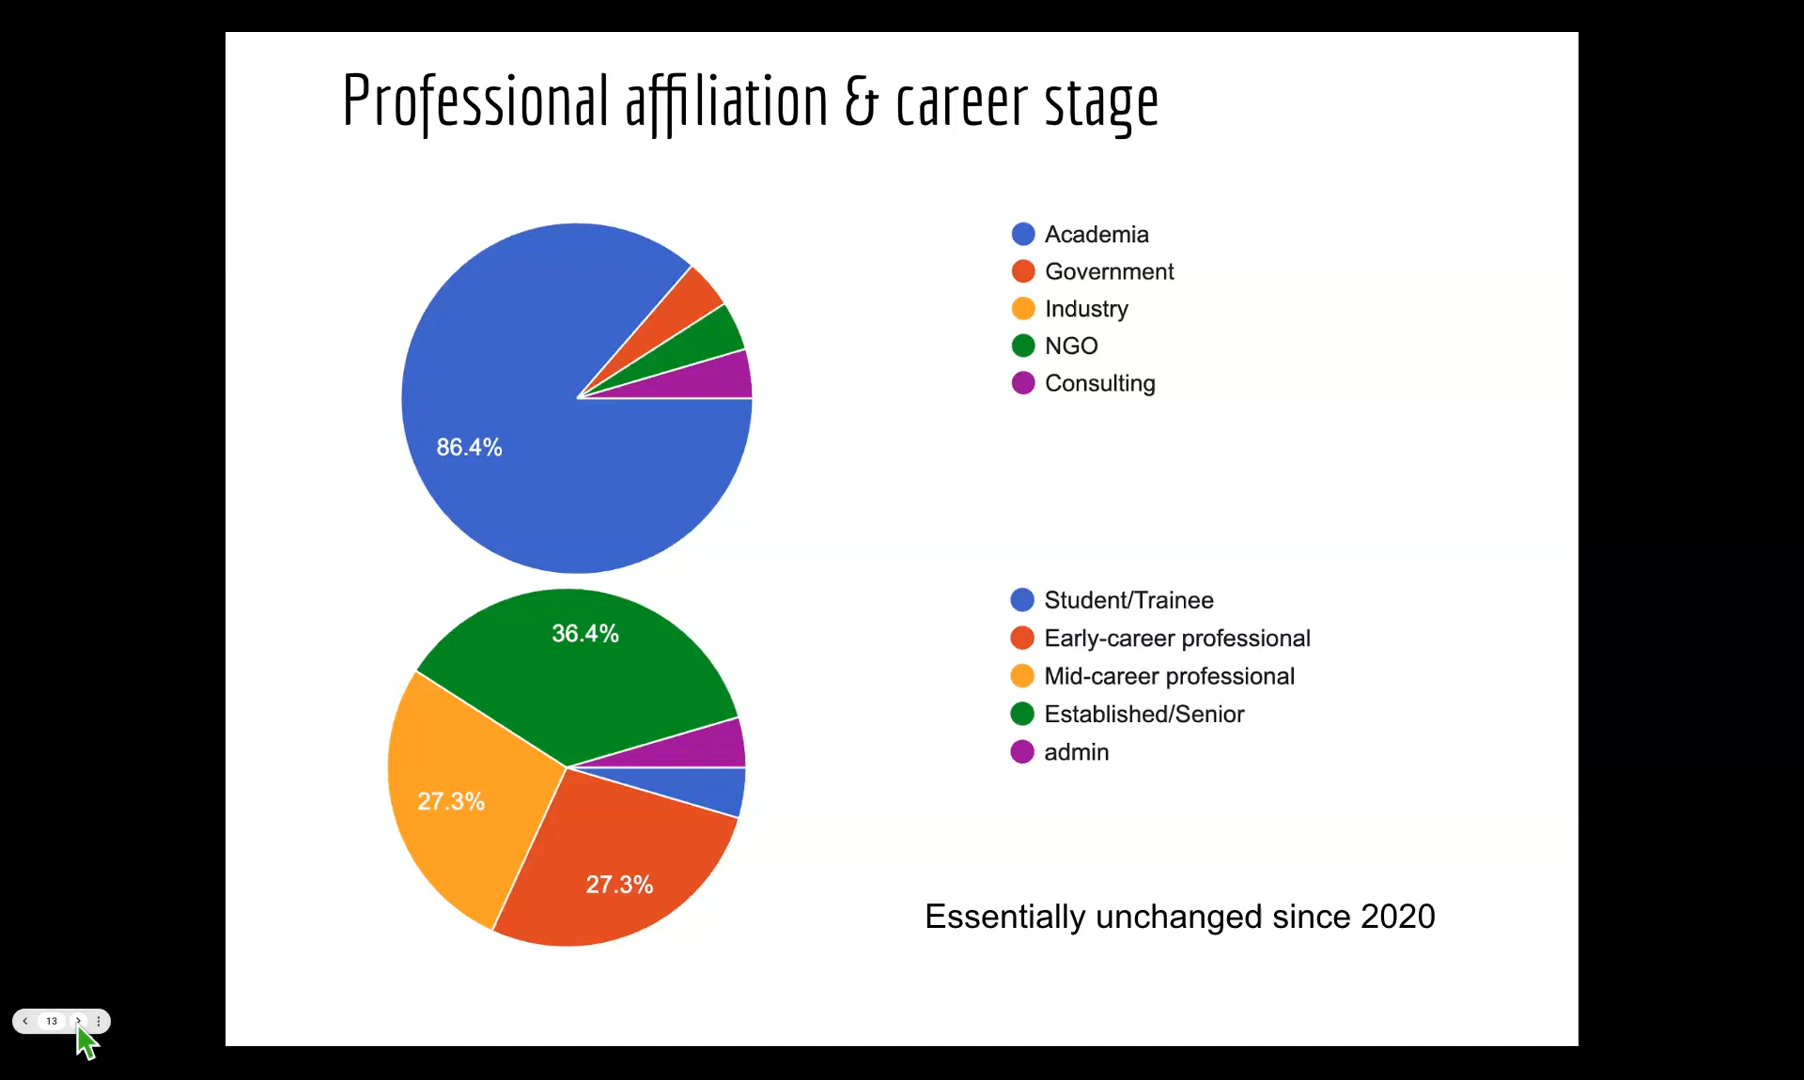 Professional affiliation & career stage
86.4%
Academia
Government
Industry
NGO
Consulting
36.4%
27.3%
27.3%
Student/Trainee
Early-career professional
Mid-career professional
Established/Senior
admin
Essentially unchanged since 2020
13